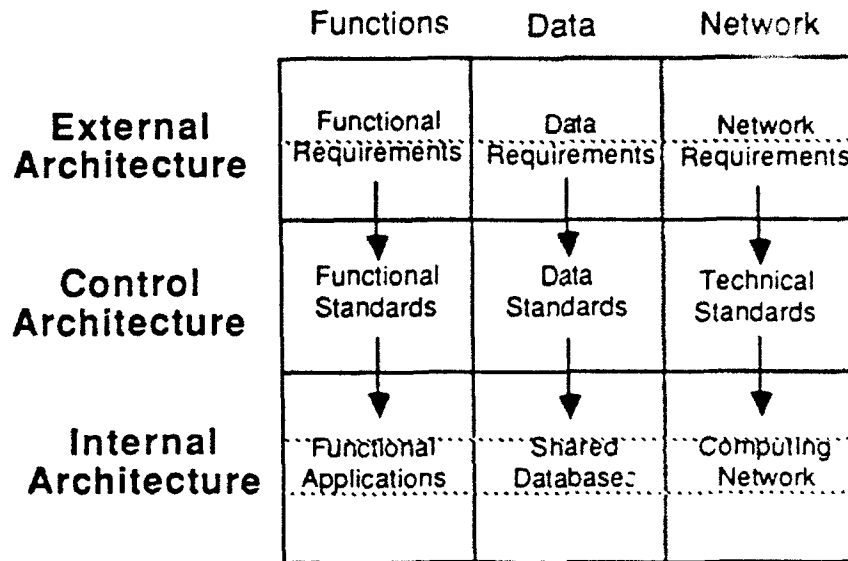 Functions Data Network
External
Architecture
Functional
Requirements
Data
Requirements
Network
Requirements
Control
Architecture
Functional
Standards
Data
Standards
Technical
Standards
Internal
Architecture
Functional
Applications
Shared
Databases
Computing
Network